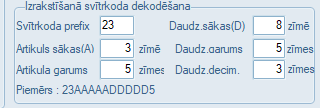 Izrakstīšanā svītrkoda dekodēšana
Svītrkoda prefix 23 Daudz.sākas(D) 8 zīmē
Artikuls sākas(A) 3 zīmē Daudz.garums 5 zīmes
Artikula garums 5 zīmes Daudz.decim. 3 zīmes
Piemērs : 23AAAAADDDDD5